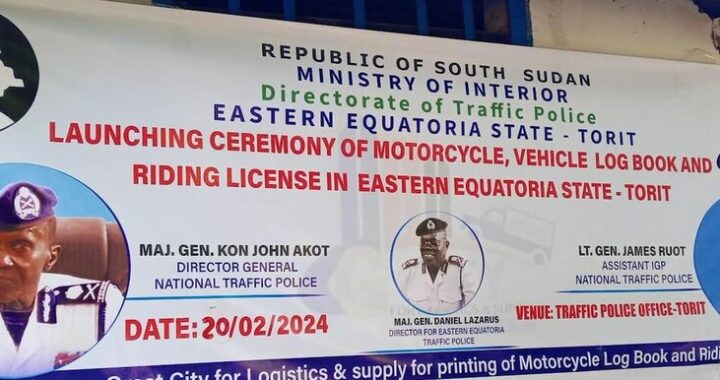 REPUBLIC OF SOUTH SUDAN
MINISTRY OF INTERIOR
Directorate of Traffic Police
EASTERN EQUATORIA STATE - TORIT
LAUNCHING CEREMONY OF MOTORCYCLE, VEHICLE LOG BOOK AND
RIDING LICENSE IN EASTERN EQUATORIA STATE - TORIT
MAJ. GEN. KON JOHN AKOT
DIRECTOR GENERAL
NATIONAL TRAFFIC POLICE
DATE: 20/02/2024
MAJ. GEN. DANIEL LAZARUS
DIRECTOR FOR EASTERN EQUATORIA
TRAFFIC POLICE
LT. GEN. JAMES RUOT
ASSISTANT IGP
NATIONAL TRAFFIC POLICE
VENUE: TRAFFIC POLICE OFFICE-TORIT
City for Logistics & supply for printing of Motorcycle Log Book and Ridi